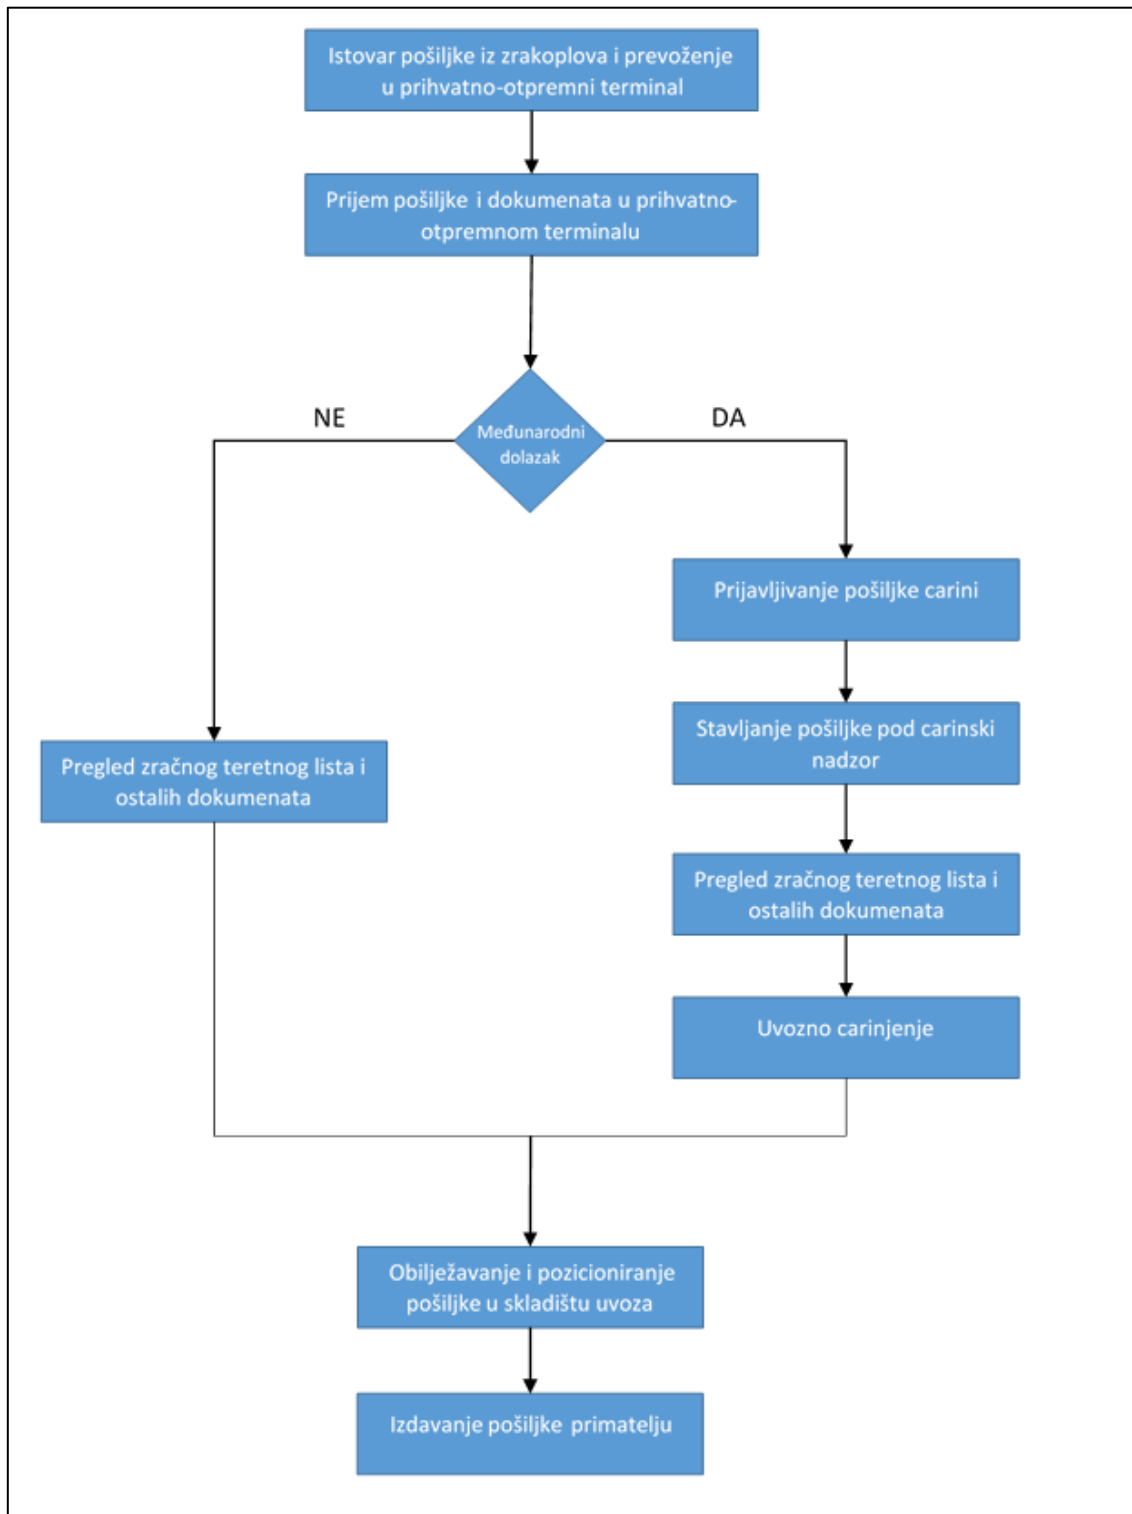 Istovar pošiljke iz zrakoplova i prevoženje
u prihvatno-otpremni terminal
Prijem pošiljke i dokumenata u prihvatno-
otpremnom terminalu
NE
Međunarodni
dolazak
DA
Prijavljivanje pošiljke carini
Stavljanje pošiljke pod carinski
nadzor
Pregled zračnog teretnog lista i
ostalih dokumenata
Pregled zračnog teretnog lista i
ostalih dokumenata
Uvozno carinjenje
Obilježavanje i pozicioniranje
pošiljke u skladištu uvoza
Izdavanje pošiljke primatelju